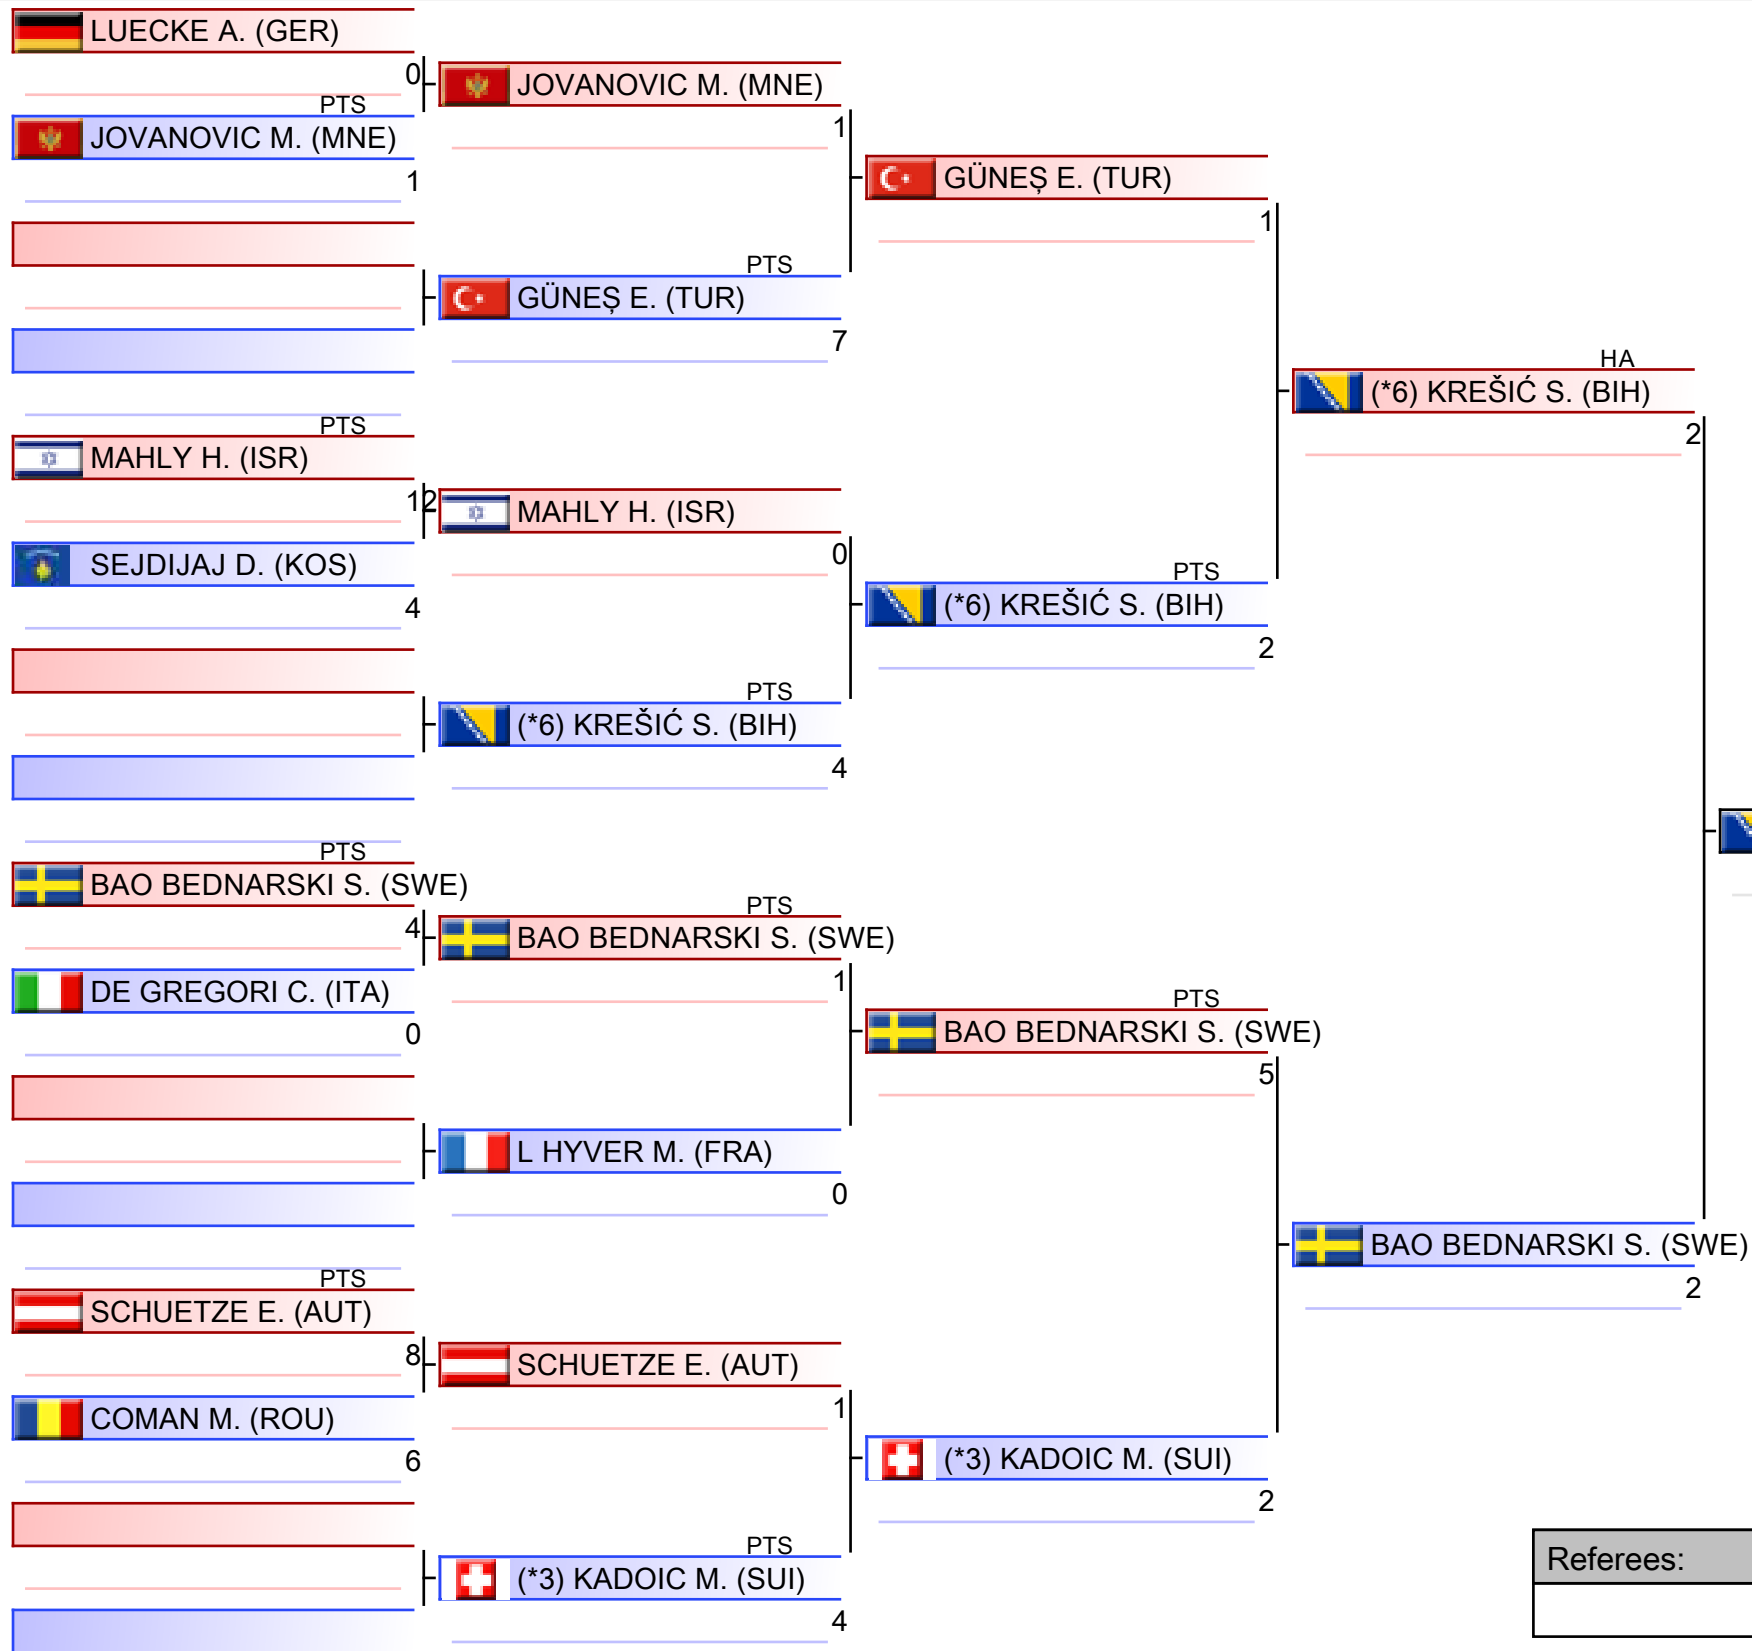 LUECKE A. (GER)
0
PTS
JOVANOVIC M. (MNE)
1
PTS
MAHLY H. (ISR)
12
SEJDIJAJ D. (KOS)
4
PTS
BAO BEDNARSKI S. (SWE)
4
DE GREGORI C. (ITA)
0
PTS
SCHUETZE E. (AUT)
8
COMAN M. (ROU)
6
JOVANOVIC M. (MNE)
1
PTS
GÜNEŞ E. (TUR)
7
MAHLY H. (ISR)
0
PTS
(*6) KREŠIĆ S. (BIH)
4
PTS
BAO BEDNARSKI S. (SWE)
1
L HYVER M. (FRA)
0
SCHUETZE E. (AUT)
1
PTS
(*3) KADOIC M. (SUI)
4
GÜNEŞ E. (TUR)
1
PTS
(*6) KREŠIĆ S. (BIH)
2
PTS
BAO BEDNARSKI S. (SWE)
5
(*3) KADOIC M. (SUI)
2
HA
(*6) KREŠIĆ S. (BIH)
2
BAO BEDNARSKI S. (SWE)
2
Referees: